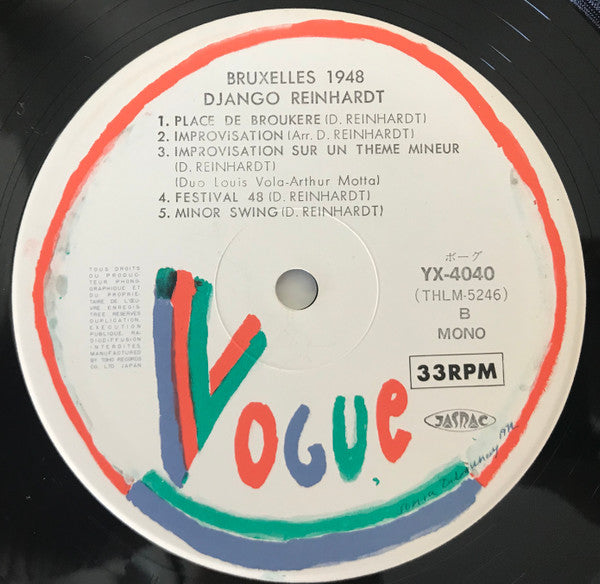 BRUXELLES 1948
DJANGO REINHARDT
1. PLACE DE BROUKERE (D. REINHARDT)
2. IMPROVISATION (Arr. D. REINHARDT)
3. IMPROVISATION SUR UN THEME MINEUR
(D. REINHARDT)
(Duo Louis Vola-Arthur Motta)
4. FESTIVAL 48 (D. REINHARDT)
5. MINOR SWING (D. REINHARDT)
TOUS DROITS
DU PRODUC-
TEUR PHONO-
GRAPHIQUE ET
DU PROPRIE-
TAIRE DE L'ŒU-
VRE ENREGIS-
TREE RESERVES
DUPLICATION,
EXECUTION
PUBLIQUE, RA-
DIO-DIFFUSION
INTERDITES.
MANUFACTURED
BY TOHO RECORDS
CO. LTD. JAPAN
ボーグ
YX-4040
(THLM-5246)
B
MONO
33RPM
JASRAC
VOGUE